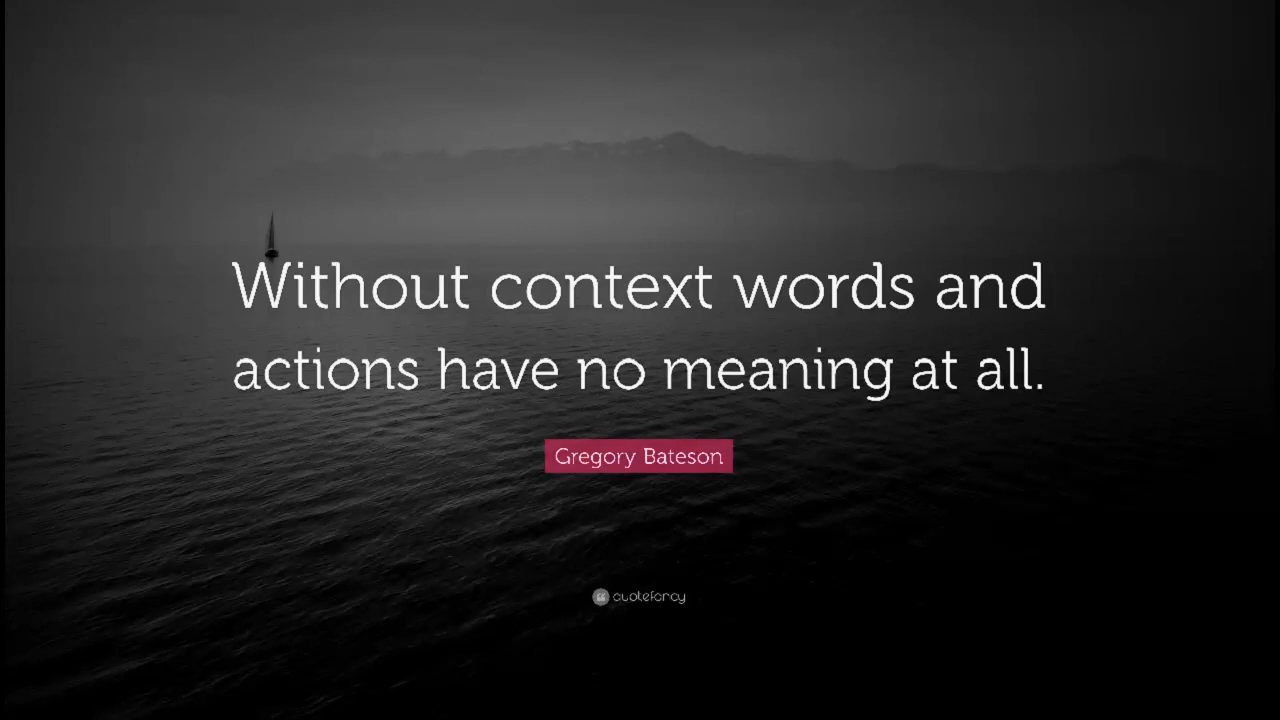 Without context words and
actions have no meaning at all.
Gregory Bateson
quotefancy